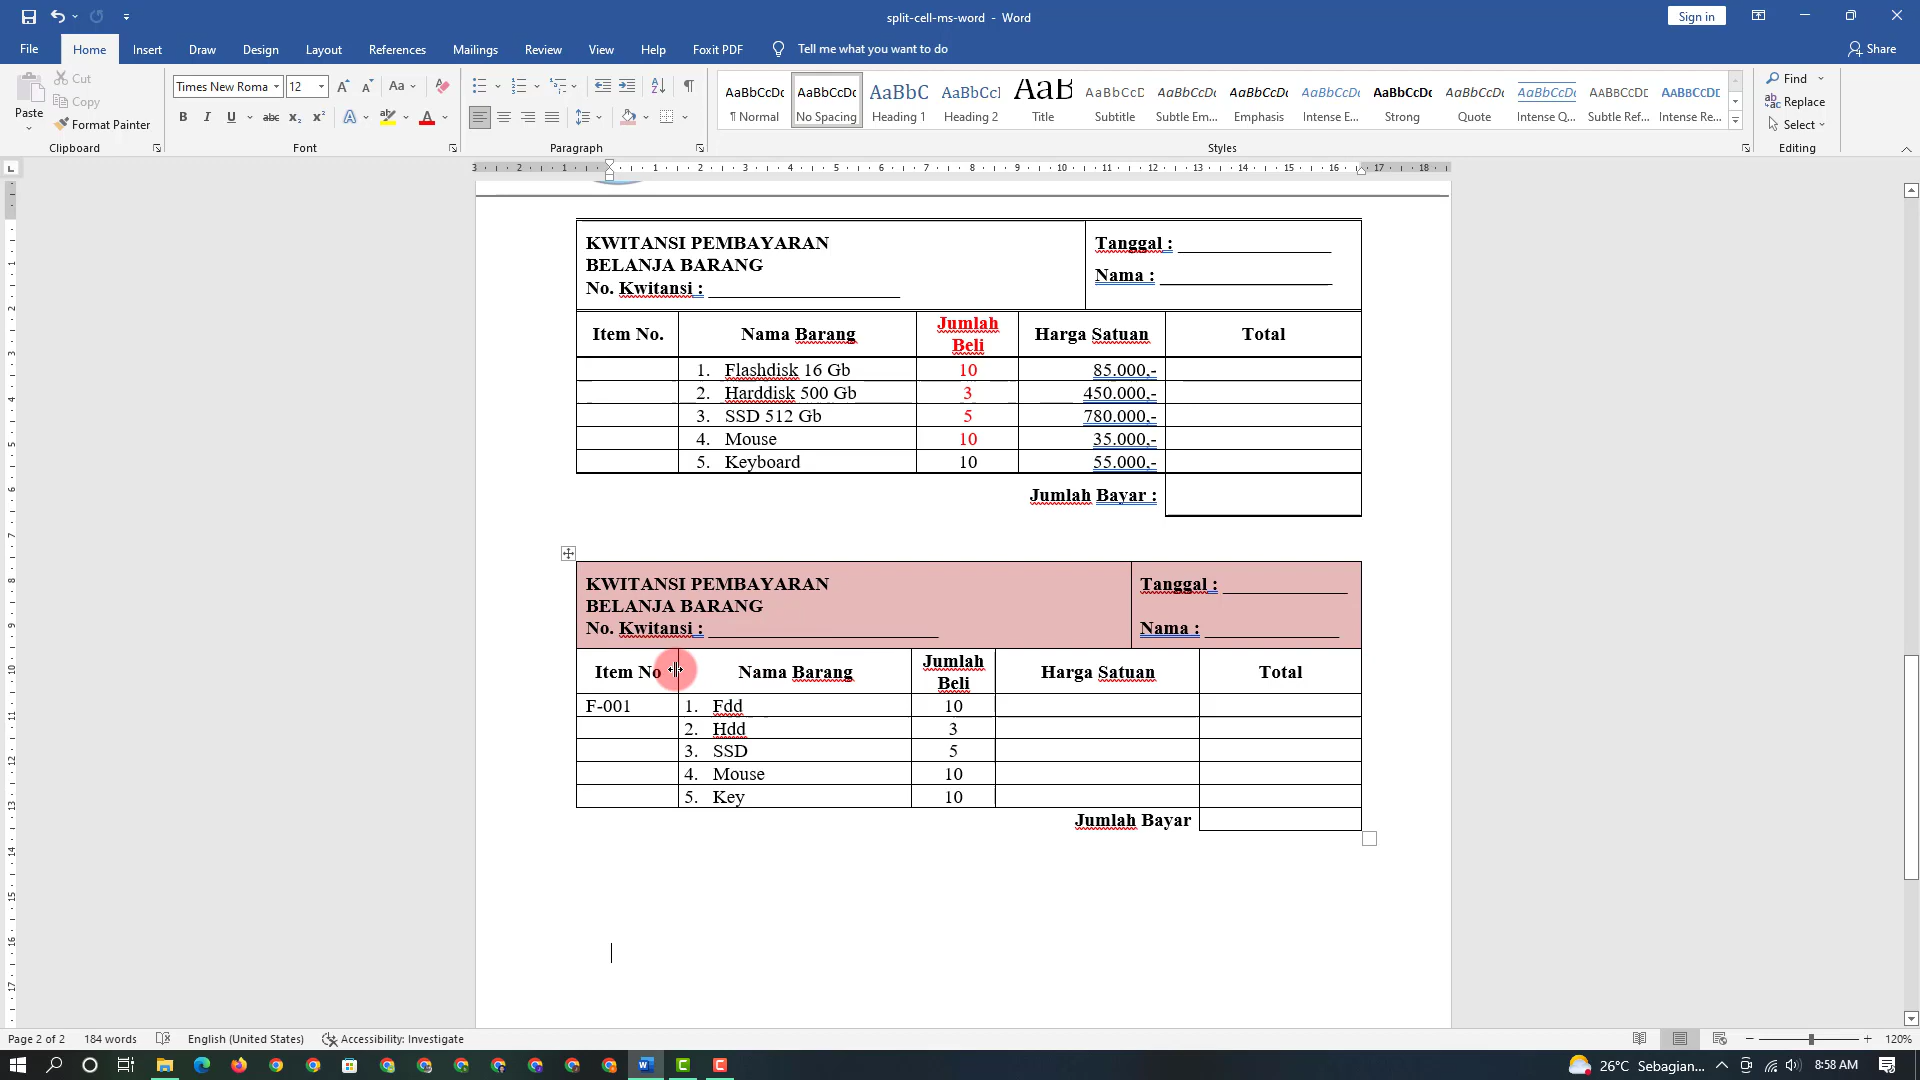 split-cell-ms-word - Word
Sign in
File Home Insert Draw Design Layout References Mailings Review View Help Foxit PDF Tell me what you want to do Share
Paste Cut Copy Format Painter
Times New Roma 12
¶ Normal No Spacing Heading 1 Heading 2 Title Subtitle Subtle Em... Emphasis Intense E... Strong Quote Intense Q... Subtle Ref... Intense Re...
Find Replace Select
Clipboard Font Paragraph Styles Editing
KWITANSI PEMBAYARAN
BELANJA BARANG
No. Kwitansi :
Tanggal :
Nama :
Item No. Nama Barang Jumlah Beli Harga Satuan Total
1. Flashdisk 16 Gb 10 85.000,-
2. Harddisk 500 Gb 3 450.000,-
3. SSD 512 Gb 5 780.000,-
4. Mouse 10 35.000,-
5. Keyboard 10 55.000,-
Jumlah Bayar :
KWITANSI PEMBAYARAN
BELANJA BARANG
No. Kwitansi :
Tanggal :
Nama :
Item No Nama Barang Jumlah Beli Harga Satuan Total
F-001 1. Fdd 10
2. Hdd 3
3. SSD 5
4. Mouse 10
5. Key 10
Jumlah Bayar
Page 2 of 2 184 words English (United States) Accessibility: Investigate 120%
26°C Sebagian... 8:58 AM